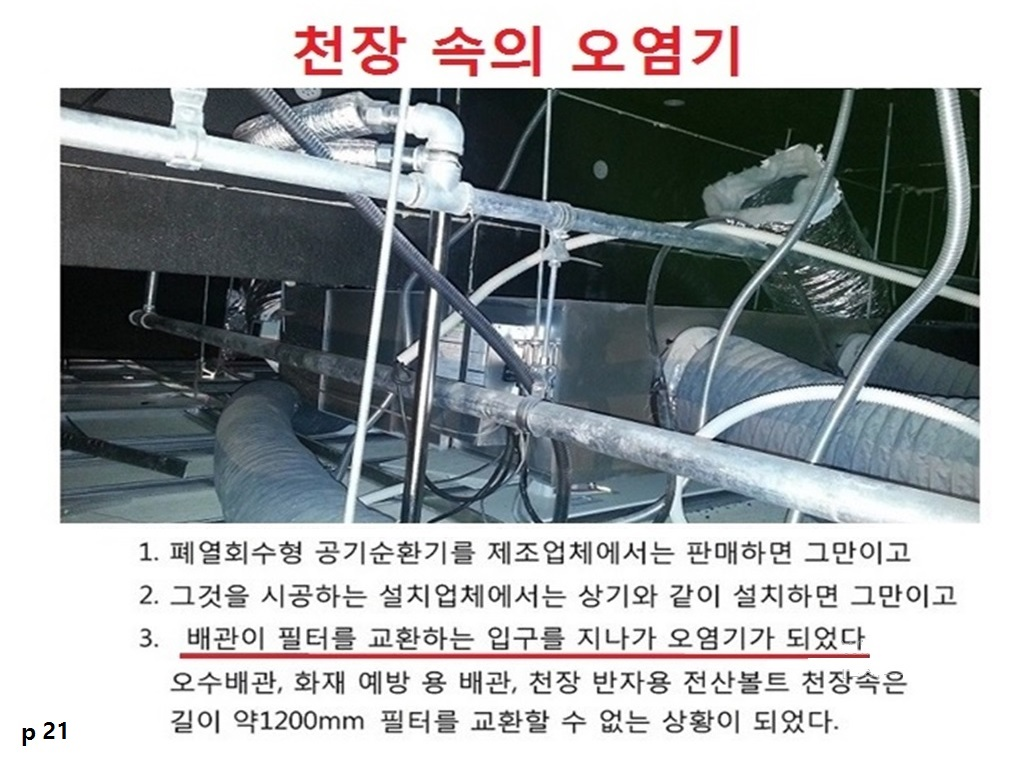 천장 속의 오염기
1. 폐열회수형 공기순환기를 제조업체에서는 판매하면 그만이고
2. 그것을 시공하는 설치업체에서는 상기와 같이 설치하면 그만이고
3. 배관이 필터를 교환하는 입구를 지나가 오염기가 되었다
오수배관, 화재 예방 용 배관, 천장 반자용 전산볼트 천장속은
길이 약1200mm 필터를 교환할 수 없는 상황이 되었다.
p 21